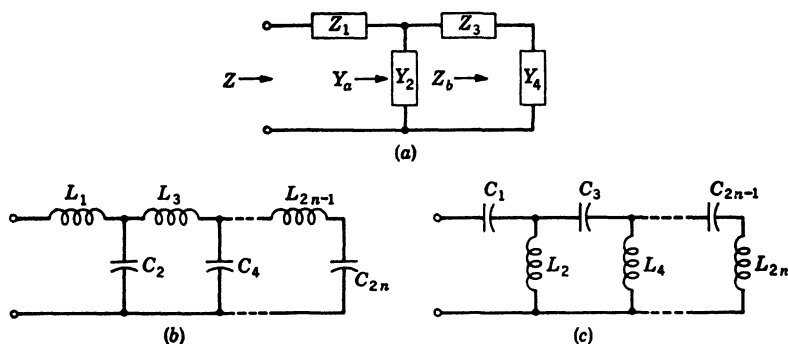 Z₁ Z₃
Z Yₐ Y₂ Z_b Y₄
(a)
L₁ L₃ L₂ₙ₋₁
C₂ C₄ C₂ₙ
(b)
C₁ C₃ C₂ₙ₋₁
L₂ L₄ L₂ₙ
(c)